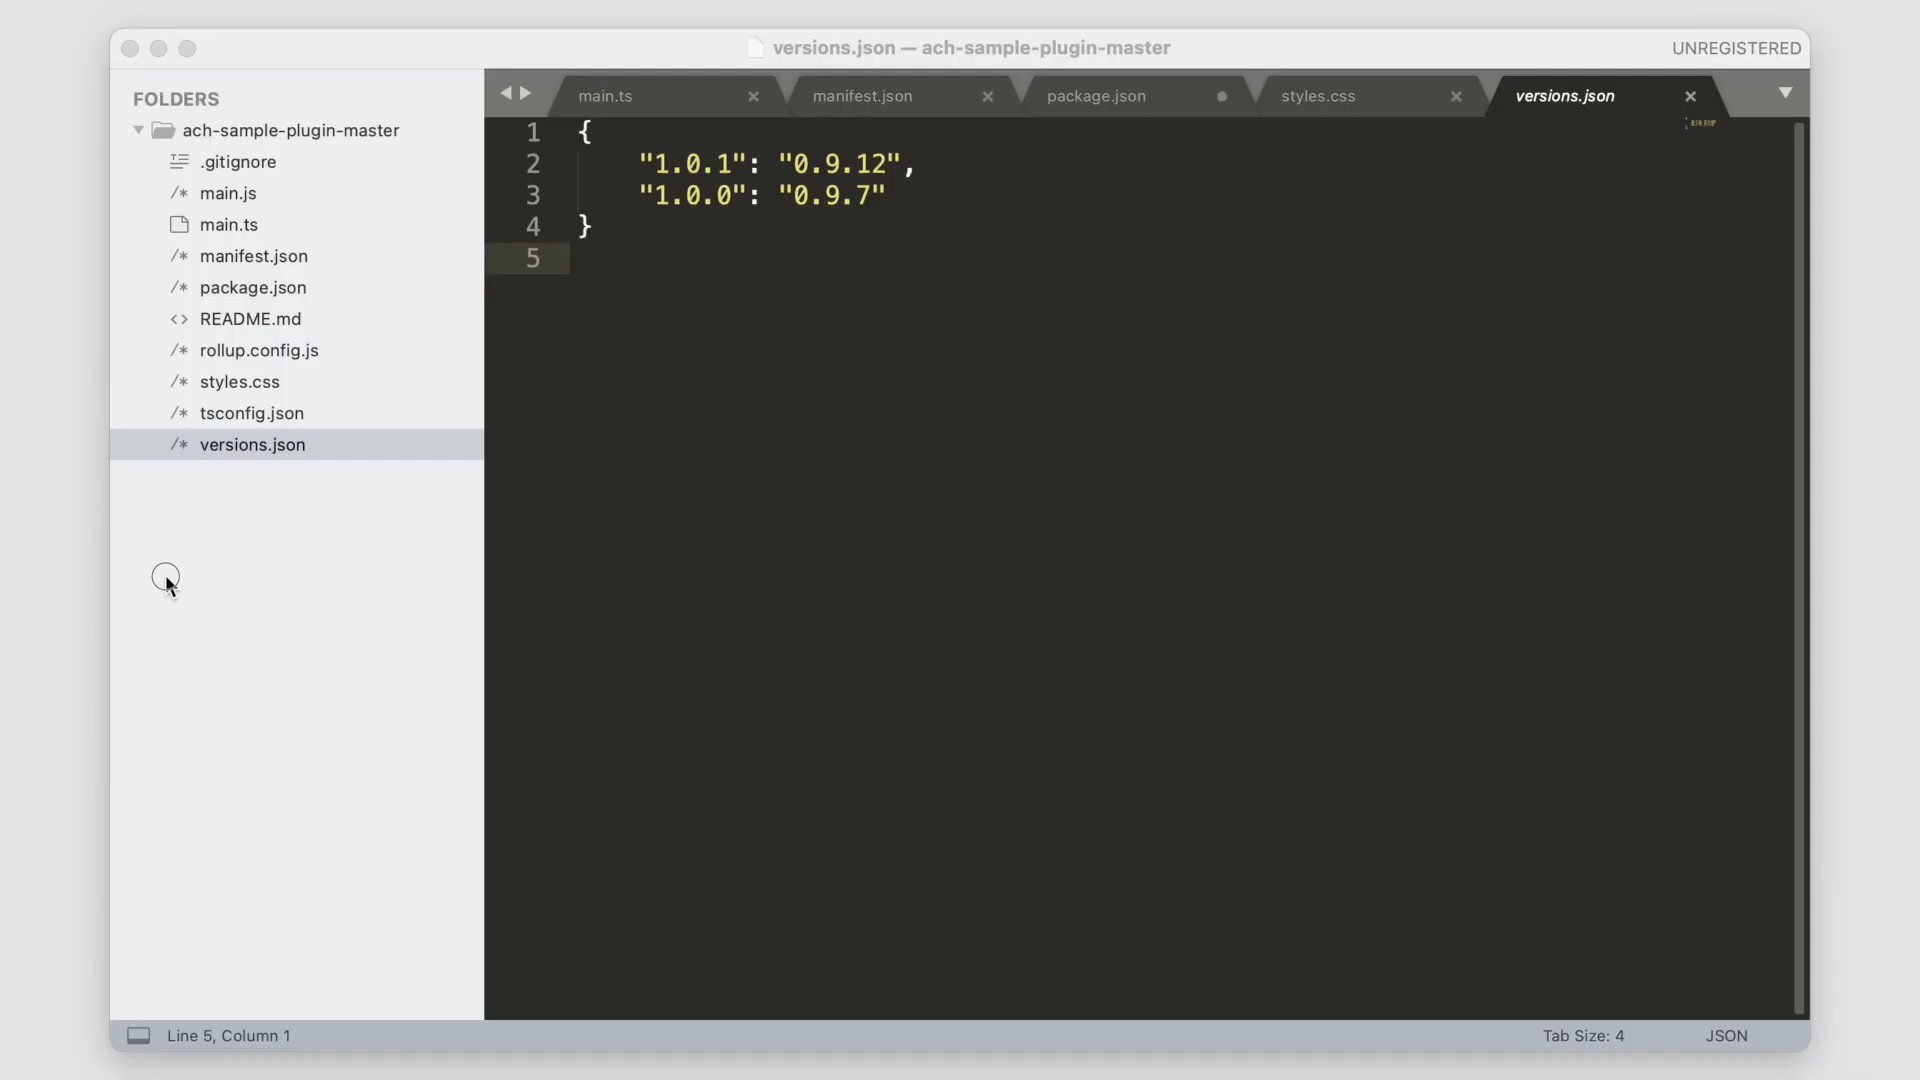 versions.json — ach-sample-plugin-master
UNREGISTERED
FOLDERS
ach-sample-plugin-master
.gitignore
/* main.js
main.ts
/* manifest.json
/* package.json
<> README.md
/* rollup.config.js
/* styles.css
/* tsconfig.json
/* versions.json
main.ts
manifest.json
package.json
styles.css
versions.json
1 {
2 "1.0.1": "0.9.12",
3 "1.0.0": "0.9.7"
4 }
5
Line 5, Column 1
Tab Size: 4
JSON